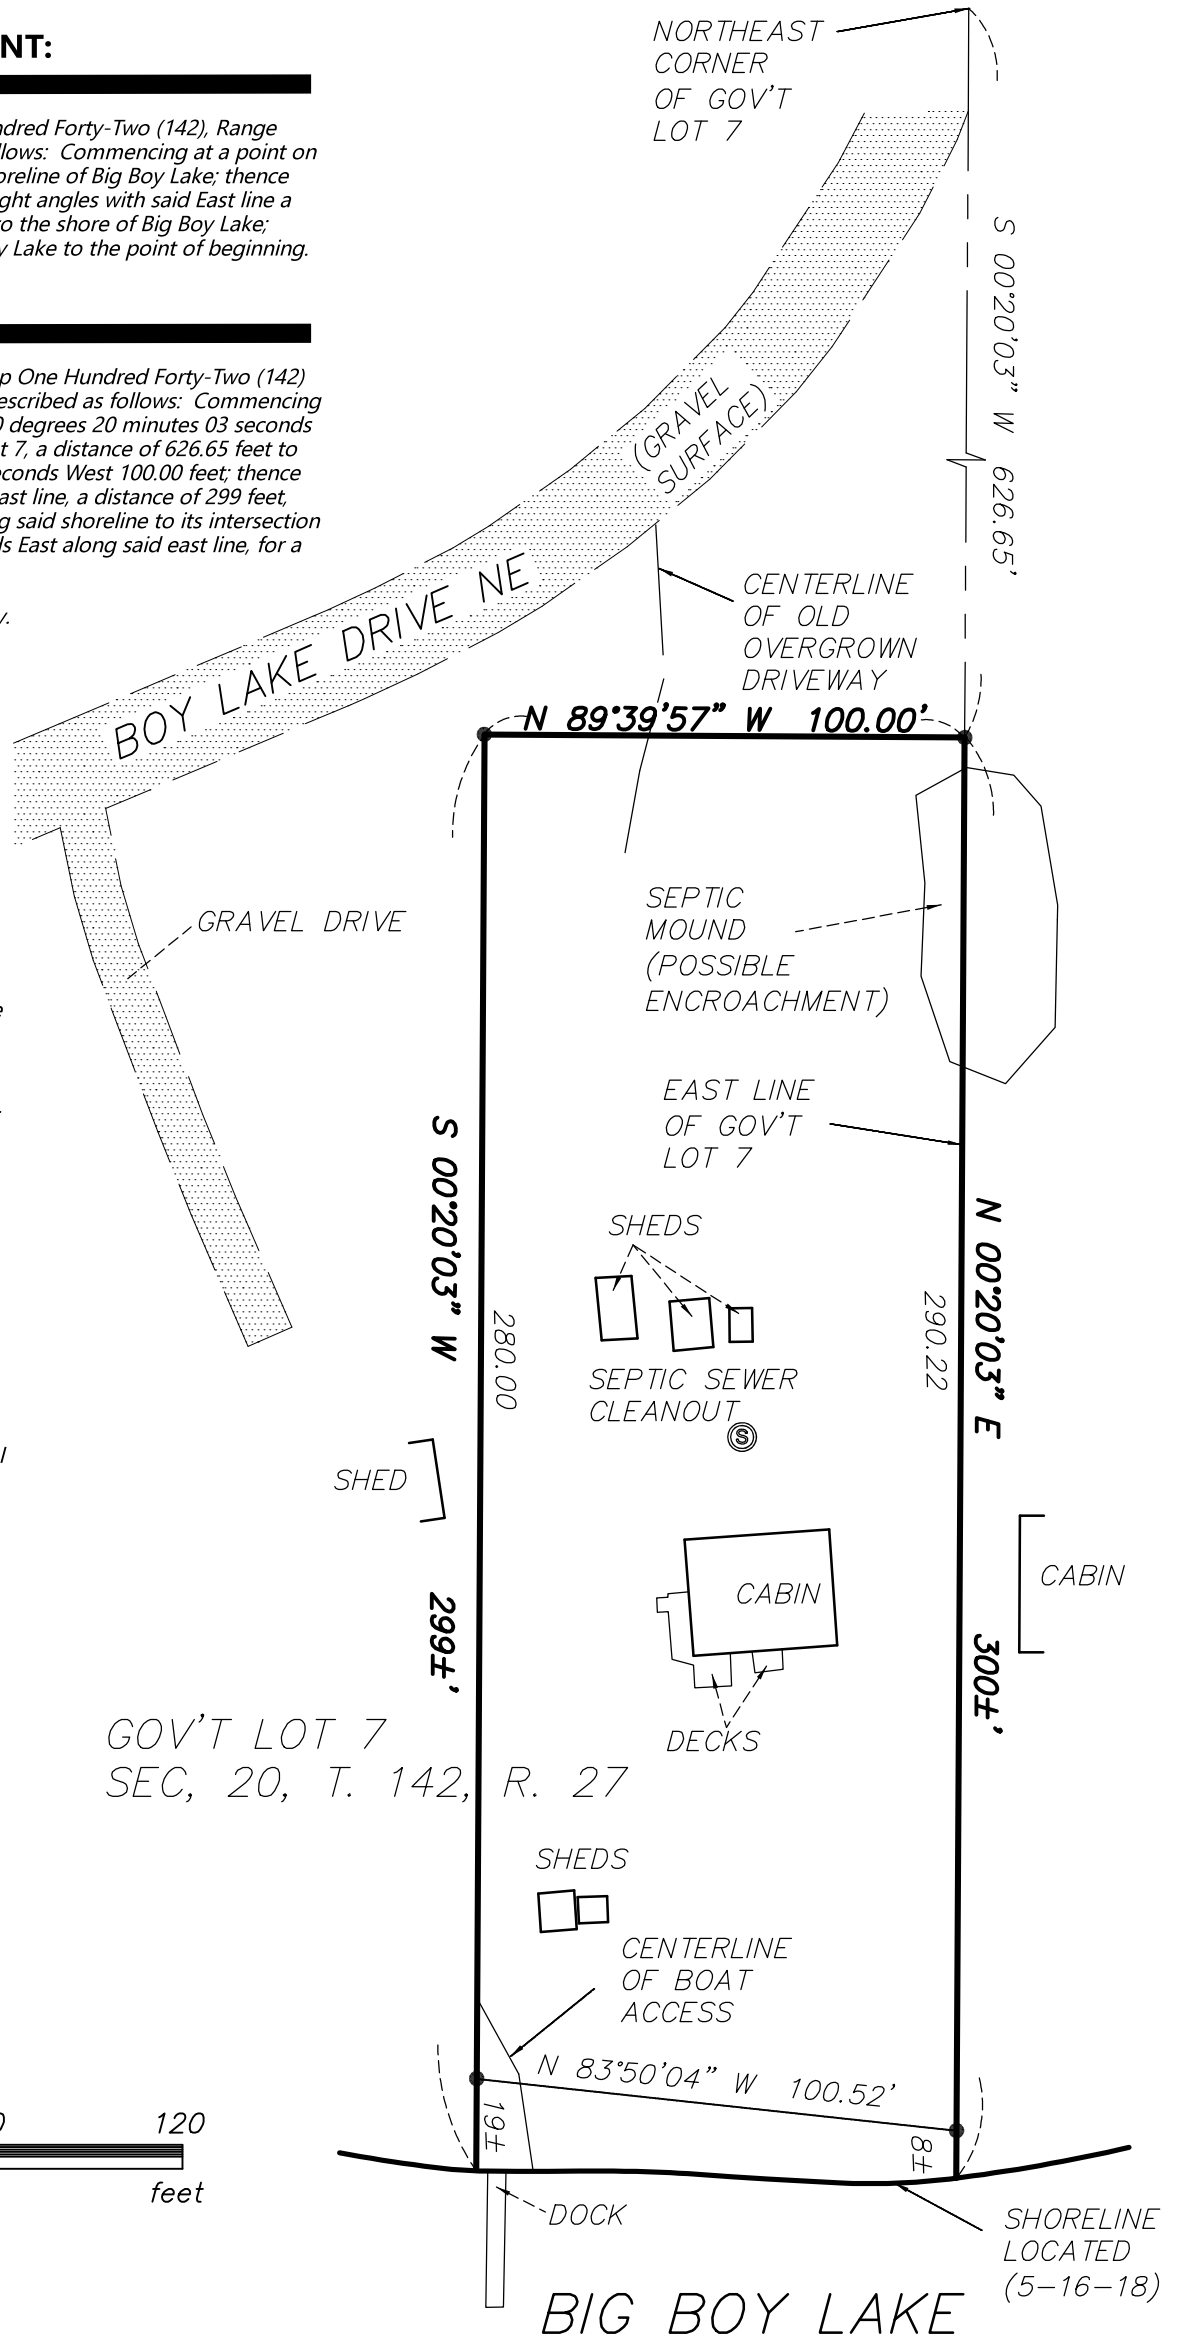 NT:
ndred Forty-Two (142), Range
llows: Commencing at a point on
oreline of Big Boy Lake; thence
ght angles with said East line a
o the shore of Big Boy Lake;
y Lake to the point of beginning.
p One Hundred Forty-Two (142)
escribed as follows: Commencing
0 degrees 20 minutes 03 seconds
t 7, a distance of 626.65 feet to
econds West 100.00 feet; thence
ast line, a distance of 299 feet,
g said shoreline to its intersection
ls East along said east line, for a
y.
NORTHEAST
CORNER
OF GOV'T
LOT 7
S 00°20'03" W 626.65'
(GRAVEL
SURFACE)
BOY LAKE DRIVE NE
CENTERLINE
OF OLD
OVERGROWN
DRIVEWAY
N 89°39'57" W 100.00'
GRAVEL DRIVE
SEPTIC
MOUND
(POSSIBLE
ENCROACHMENT)
EAST LINE
OF GOV'T
LOT 7
S 00°20'03" W
299±'
280.00
290.22
N 00°20'03" E
300±'
SHEDS
SEPTIC SEWER
CLEANOUT
S
SHED
CABIN
CABIN
DECKS
GOV'T LOT 7
SEC, 20, T. 142, R. 27
SHEDS
CENTERLINE
OF BOAT
ACCESS
N 83°50'04" W 100.52'
19±
8±
120
feet
DOCK
SHORELINE
LOCATED
(5-16-18)
BIG BOY LAKE